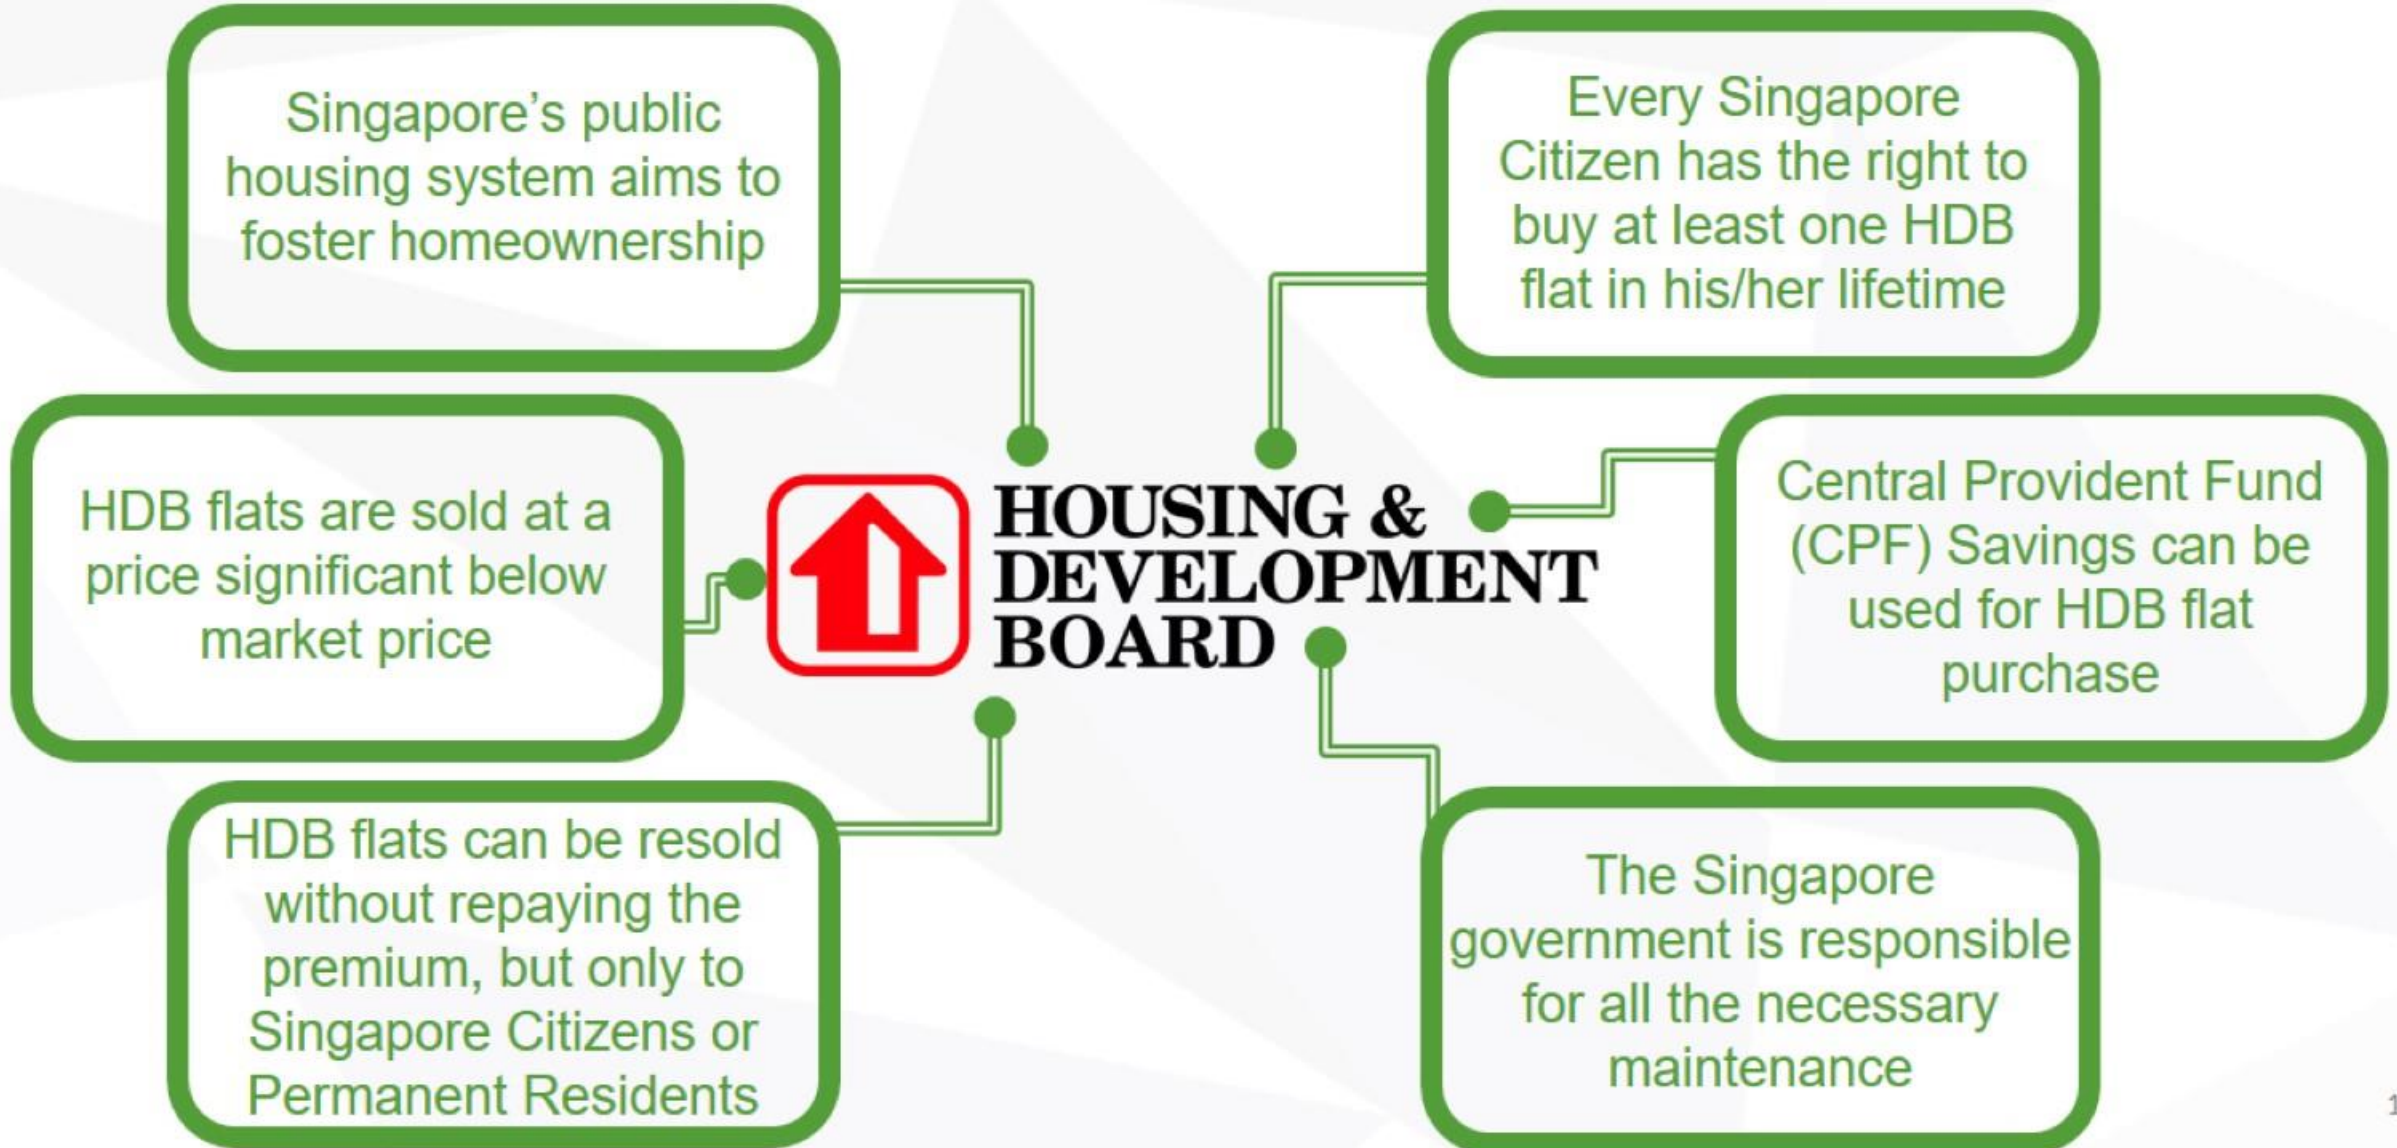 Singapore's public
housing system aims to
foster homeownership
Every Singapore
Citizen has the right to
buy at least one HDB
flat in his/her lifetime
HDB flats are sold at a
price significant below
market price
HOUSING &
DEVELOPMENT
BOARD
Central Provident Fund
(CPF) Savings can be
used for HDB flat
purchase
HDB flats can be resold
without repaying the
premium, but only to
Singapore Citizens or
Permanent Residents
The Singapore
government is responsible
for all the necessary
maintenance